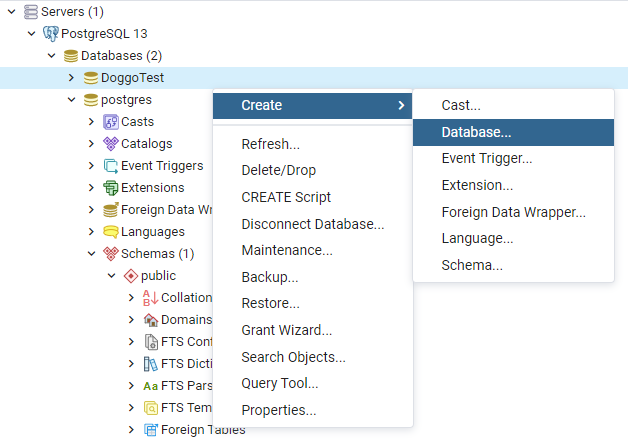 Servers (1)
PostgreSQL 13
Databases (2)
DoggoTest
postgres
Casts
Catalogs
Event Triggers
Extensions
Foreign Data Wr
Languages
Schemas (1)
public
Collation
Domains
FTS Conf
FTS Dicti
Aa FTS Pars
FTS Tem
Foreign Tables
Create
Refresh...
Delete/Drop
CREATE Script
Disconnect Database...
Maintenance...
Backup...
Restore...
Grant Wizard...
Search Objects...
Query Tool...
Properties...
Cast...
Database...
Event Trigger...
Extension...
Foreign Data Wrapper...
Language...
Schema...